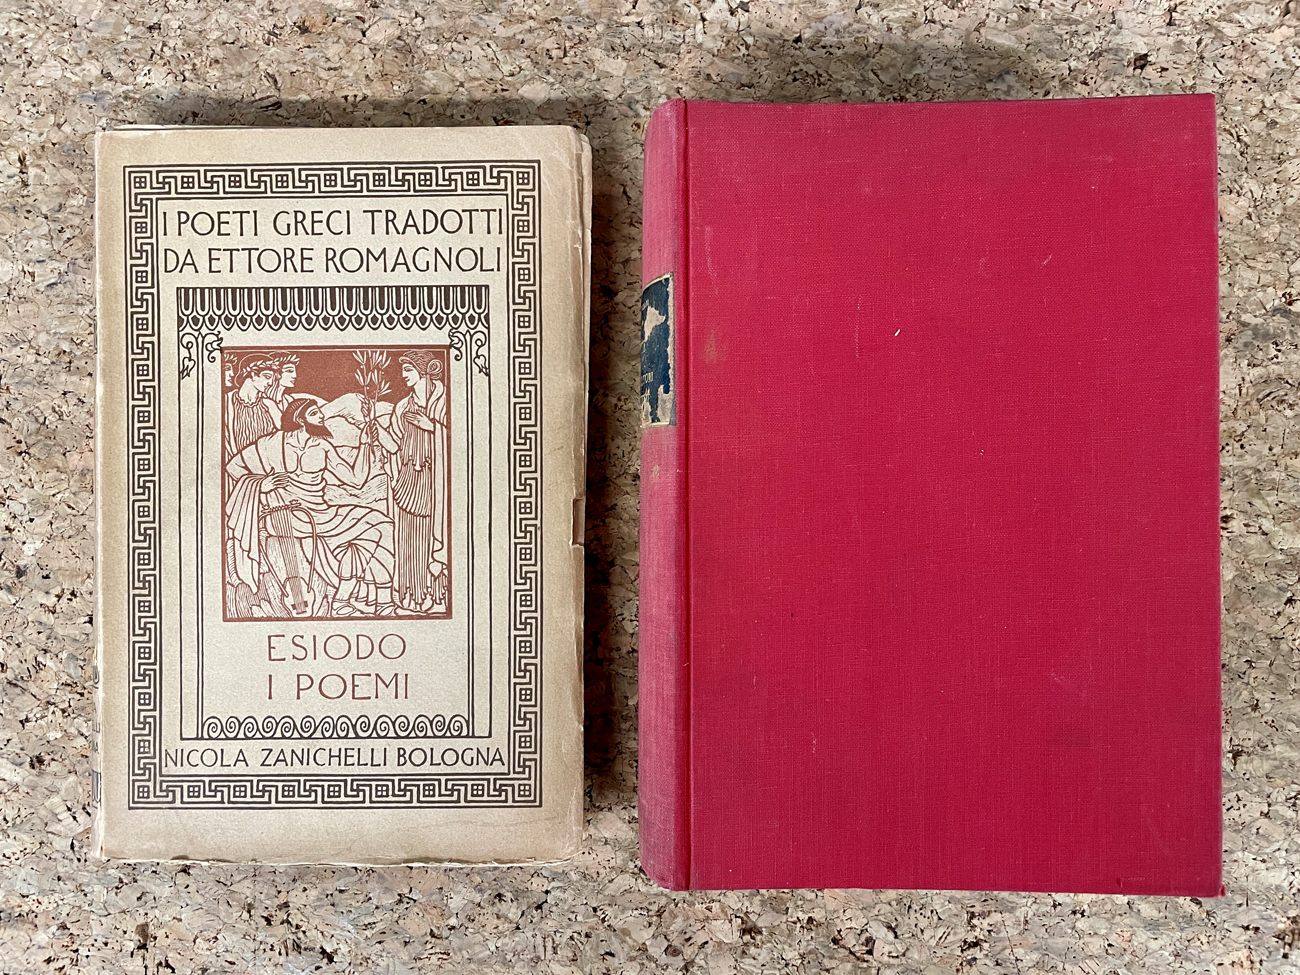 I POETI GRECI TRADOTTI
DA ETTORE ROMAGNOLI
ESIODO
I POEMI
NICOLA ZANICHELLI BOLOGNA